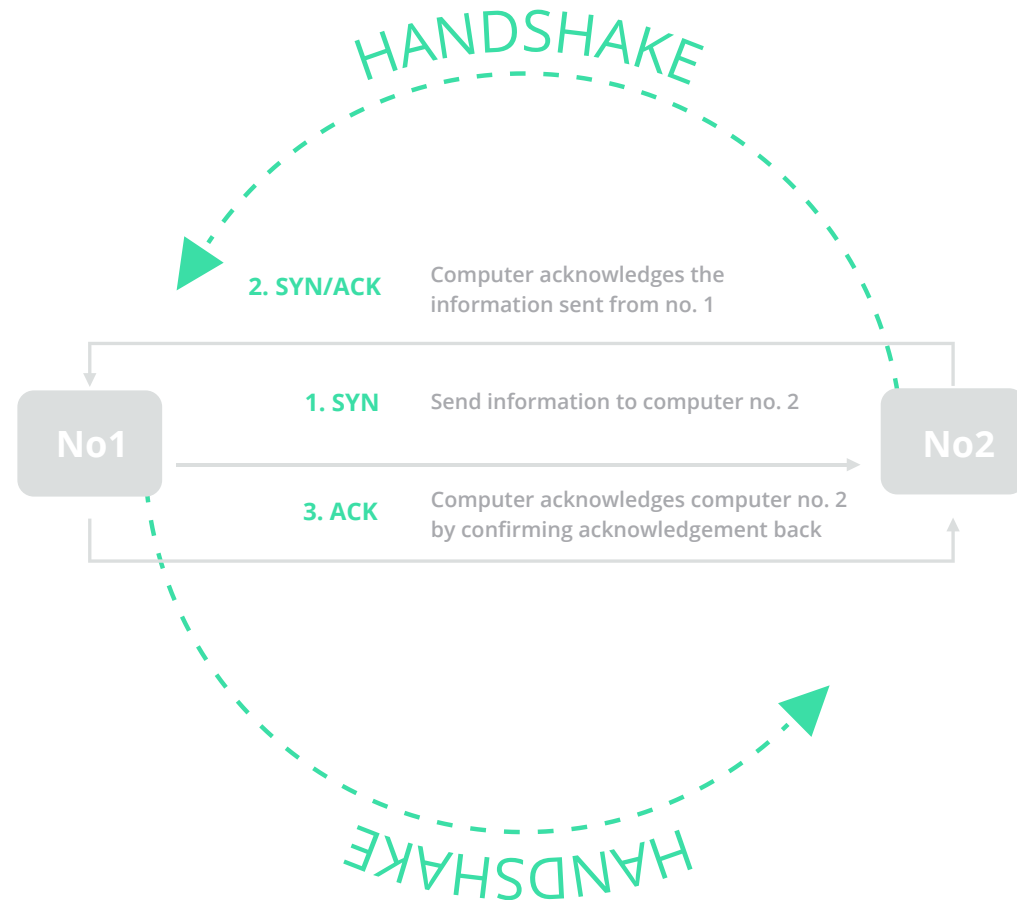 HANDSHAKE
2. SYN/ACK
Computer acknowledges the
information sent from no. 1
1. SYN
Send information to computer no. 2
No1
No2
3. ACK
Computer acknowledges computer no. 2
by confirming acknowledgement back
HANDSHAKE